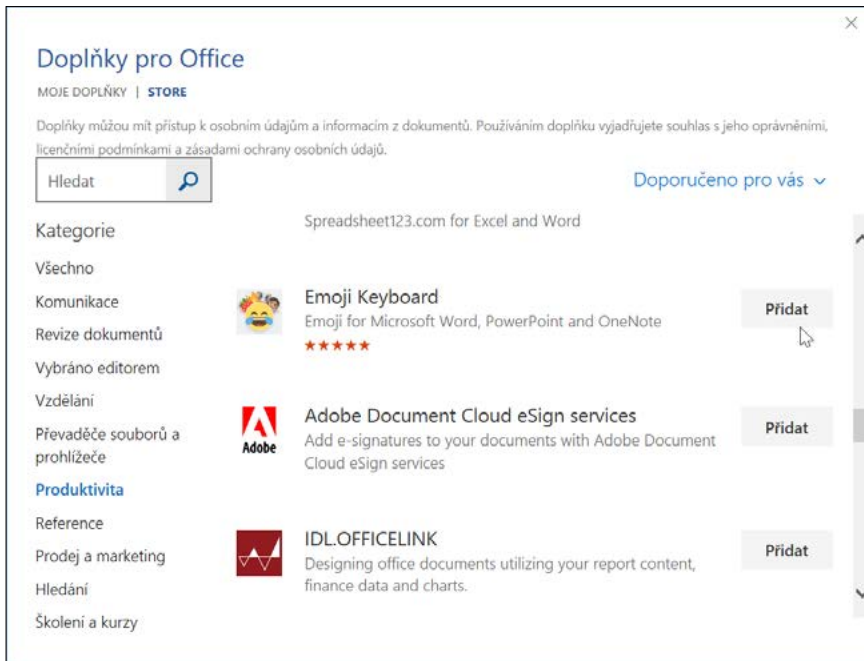 Doplňky pro Office
MOJE DOPLŇKY | STORE
Doplňky můžou mít přístup k osobním údajům a informacím z dokumentů. Používáním doplňku vyjadřujete souhlas s jeho oprávněními,
licenčními podmínkami a zásadami ochrany osobních údajů.
Hledat
Doporučeno pro vás
Kategorie
Všechno
Komunikace
Revize dokumentů
Vybráno editorem
Vzdělání
Převaděče souborů a
prohlížeče
Produktivita
Reference
Prodej a marketing
Hledání
Školení a kurzy
Spreadsheet123.com for Excel and Word
Emoji Keyboard
Emoji for Microsoft Word, PowerPoint and OneNote
Přidat
Adobe
Adobe Document Cloud eSign services
Add e-signatures to your documents with Adobe Document
Cloud eSign services
Přidat
IDL.OFFICELINK
Designing office documents utilizing your report content,
finance data and charts.
Přidat